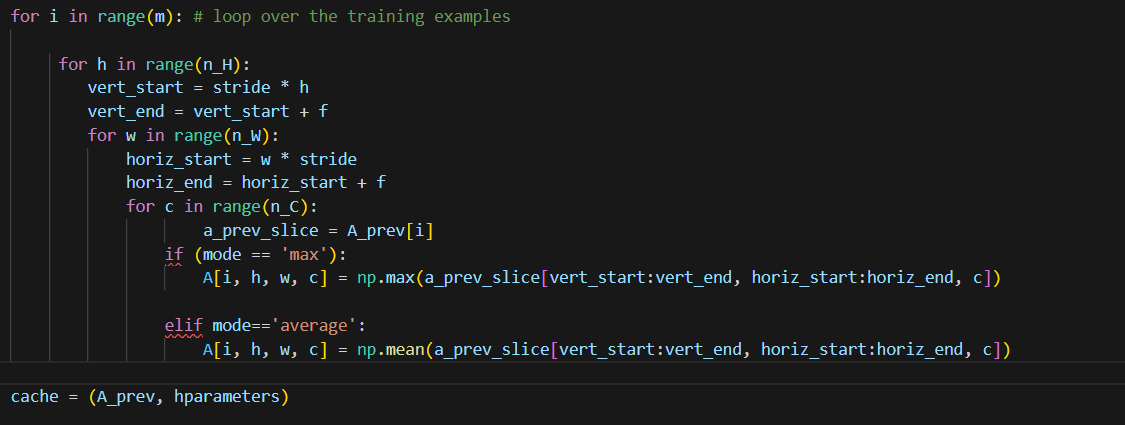 for i in range(m): # loop over the training examples
for h in range(n_H):
vert_start = stride * h
vert_end = vert_start + f
for w in range(n_W):
horiz_start = w * stride
horiz_end = horiz_start + f
for c in range(n_C):
a_prev_slice = A_prev[i]
if (mode == 'max'):
A[i, h, w, c] = np.max(a_prev_slice[vert_start:vert_end, horiz_start:horiz_end, c])
elif mode=='average':
A[i, h, w, c] = np.mean(a_prev_slice[vert_start:vert_end, horiz_start:horiz_end, c])
cache = (A_prev, hparameters)